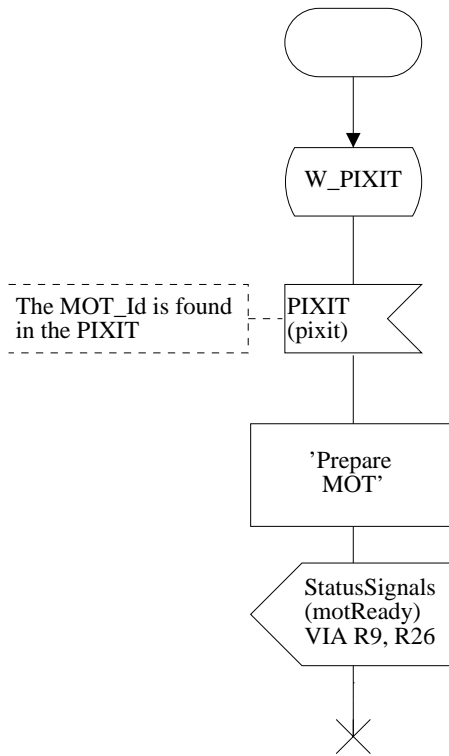 W_PIXIT
The MOT_Id is found
in the PIXIT
PIXIT
(pixit)
’Prepare
MOT’
StatusSignals
(motReady)
VIA R9, R26